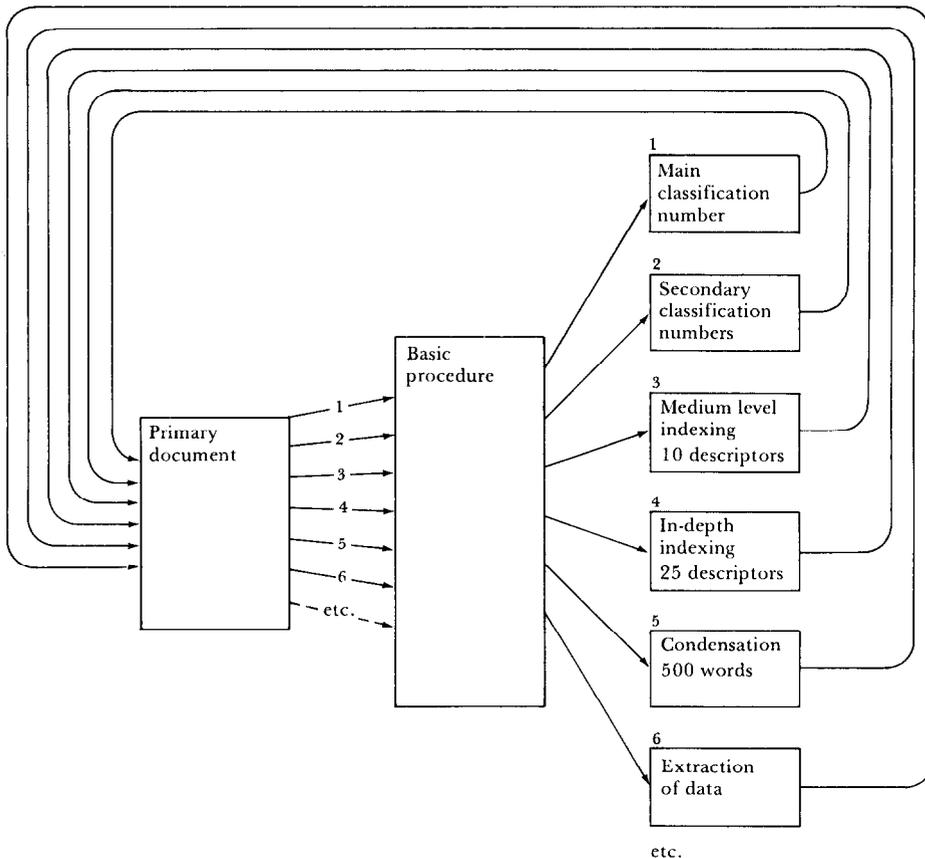 1
Main
classification
number
2
Secondary
classification
numbers
3
Medium level
indexing
10 descriptors
4
In-depth
indexing
25 descriptors
5
Condensation
500 words
6
Extraction
of data
etc.
Basic
procedure
Primary
document
1
2
3
4
5
6
etc.